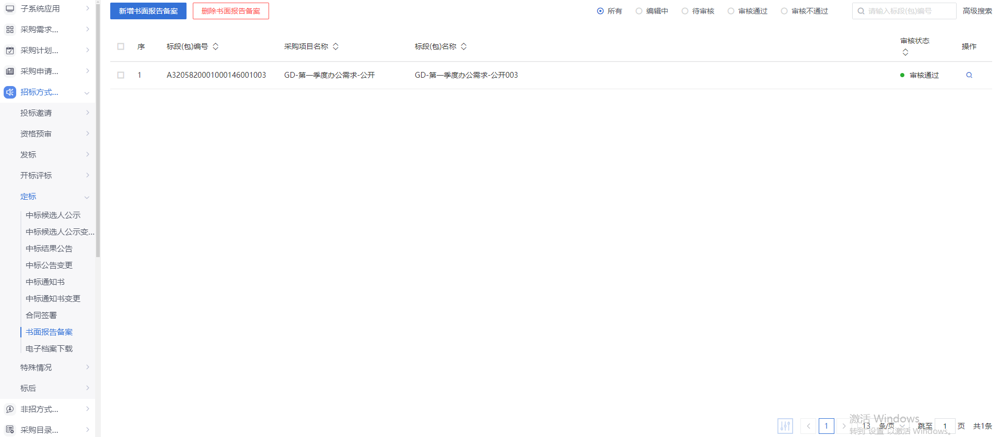 子系统应用
采购需求...
采购计划...
采购申请...
招标方式...
投标邀请
资格预审
发标
开标评标
定标
中标候选人公示
中标候选人公示变...
中标结果公告
中标公告变更
中标通知书
中标通知书变更
合同签署
书面报告备案
电子档案下载
特殊情况
标后
非招方式...
采购目录...
新增书面报告备案 删除书面报告备案 所有 编辑中 待审核 审核通过 审核不通过 请输入标段(包)编号 高级搜索
序 标段(包)编号 采购项目名称 标段(包)名称 审核状态 操作
1 A3205820001000146001003 GD-第一季度办公需求-公开 GD-第一季度办公需求-公开003 审核通过
激活 Windows
转到"设置"以激活 Windows。
1 13 条/页 跳至 1 页 共1条